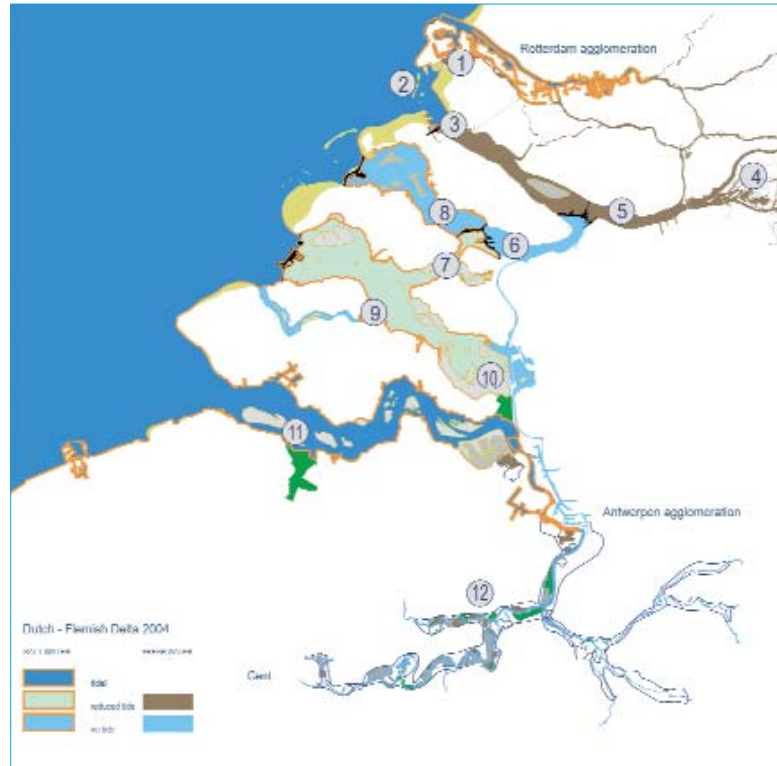 Rotterdam agglomeration
1
2
3
4
5
8
6
7
9
10
11
Antwerpen agglomeration
12
Dutch - Flemish Delta 2004
Gent
tidal
reduced tide
no tide